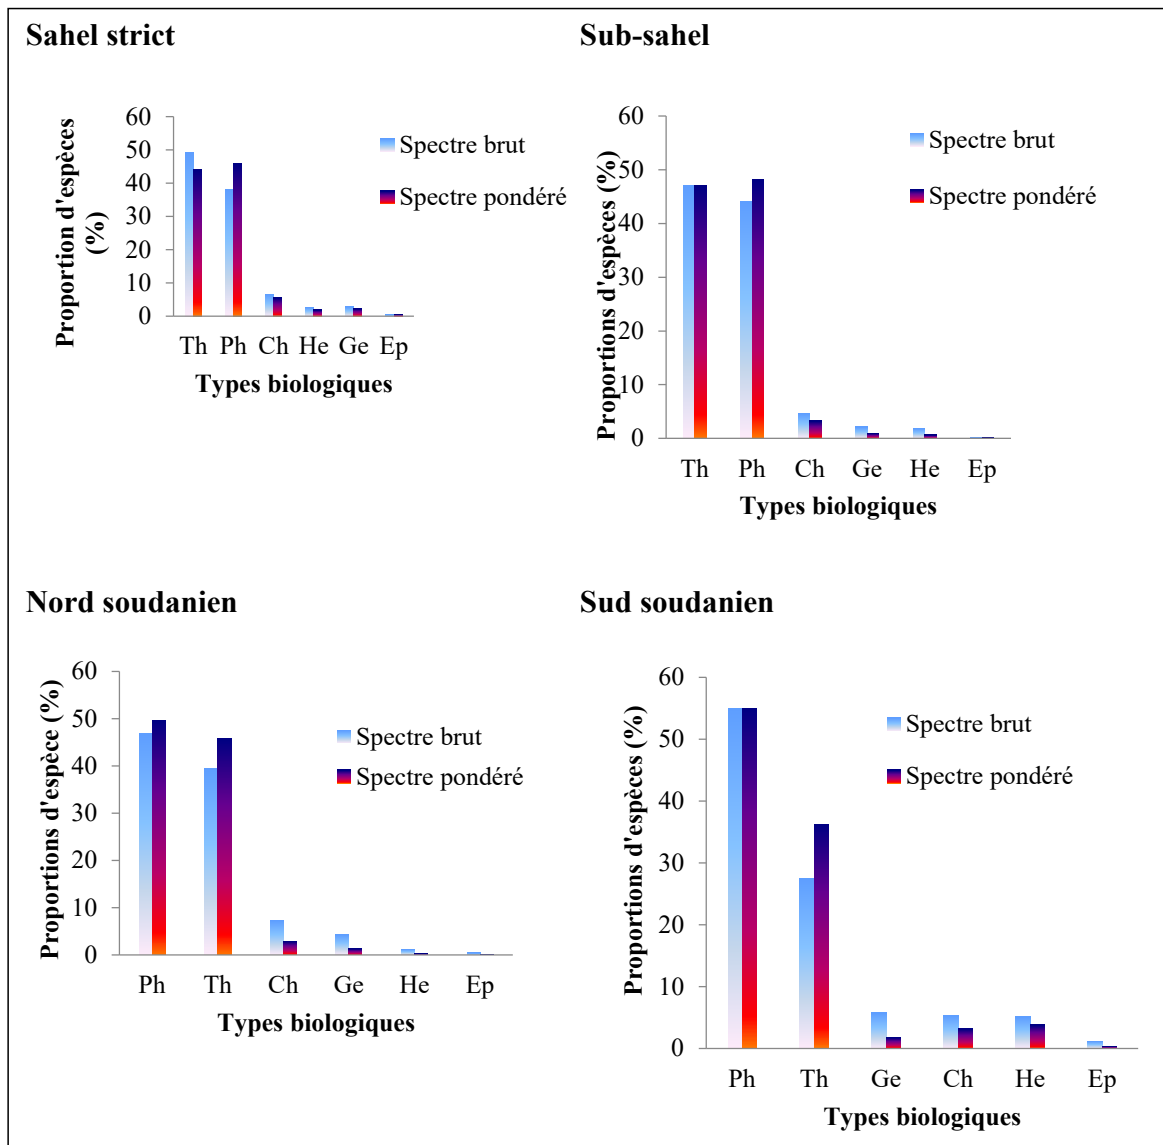 Sahel strict
Proportion d'espèces
(%)
60
50
40
30
20
10
0
Spectre brut
Spectre pondéré
Th Ph Ch He Ge Ep
Types biologiques
Sub-sahel
Proportions d'espèces (%)
60
50
40
30
20
10
0
Spectre brut
Spectre pondéré
Th Ph Ch Ge He Ep
Types biologiques
Nord soudanien
Proportions d'espèce (%)
60
50
40
30
20
10
0
Spectre brut
Spectre pondéré
Ph Th Ch Ge He Ep
Types biologiques
Sud soudanien
Proportions d'espèces (%)
60
50
40
30
20
10
0
Spectre brut
Spectre pondéré
Ph Th Ge Ch He Ep
Types biologiques